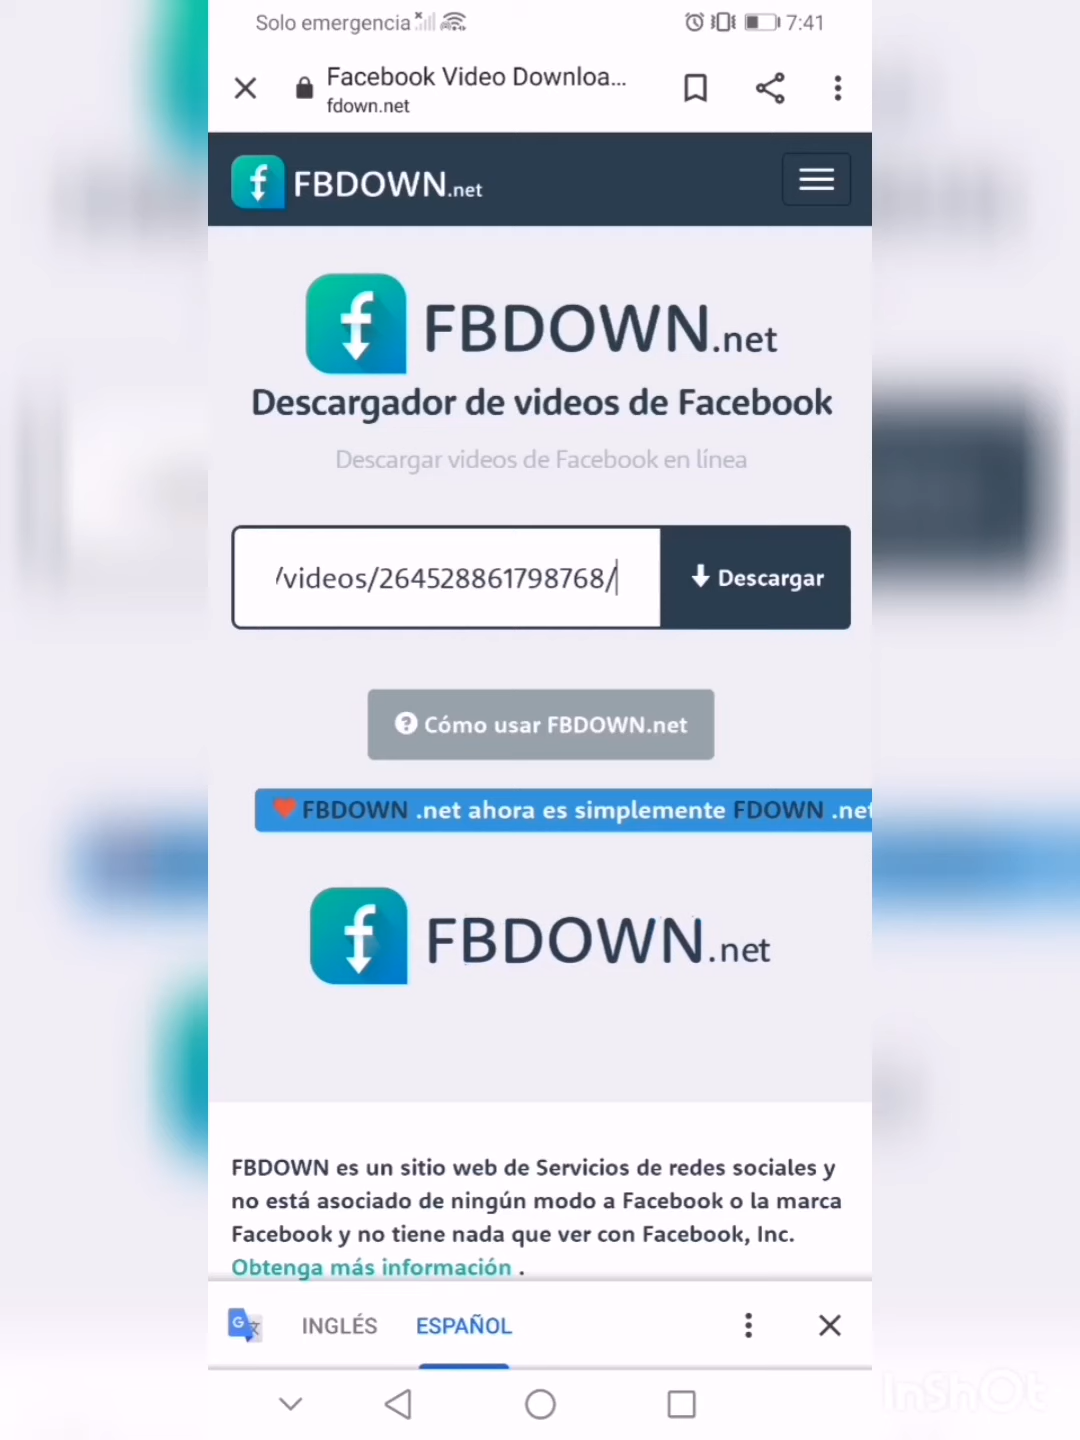 Solo emergencia
7:41
Facebook Video Downloa...
fdown.net
FBDOWN.net
FBDOWN.net
Descargador de videos de Facebook
Descargar videos de Facebook en línea
/videos/264528861798768/
Descargar
Cómo usar FBDOWN.net
FBDOWN .net ahora es simplemente FDOWN .net
FBDOWN.net
FBDOWN es un sitio web de Servicios de redes sociales y
no está asociado de ningún modo a Facebook o la marca
Facebook y no tiene nada que ver con Facebook, Inc.
Obtenga más información .
INGLÉS ESPAÑOL
InShOt